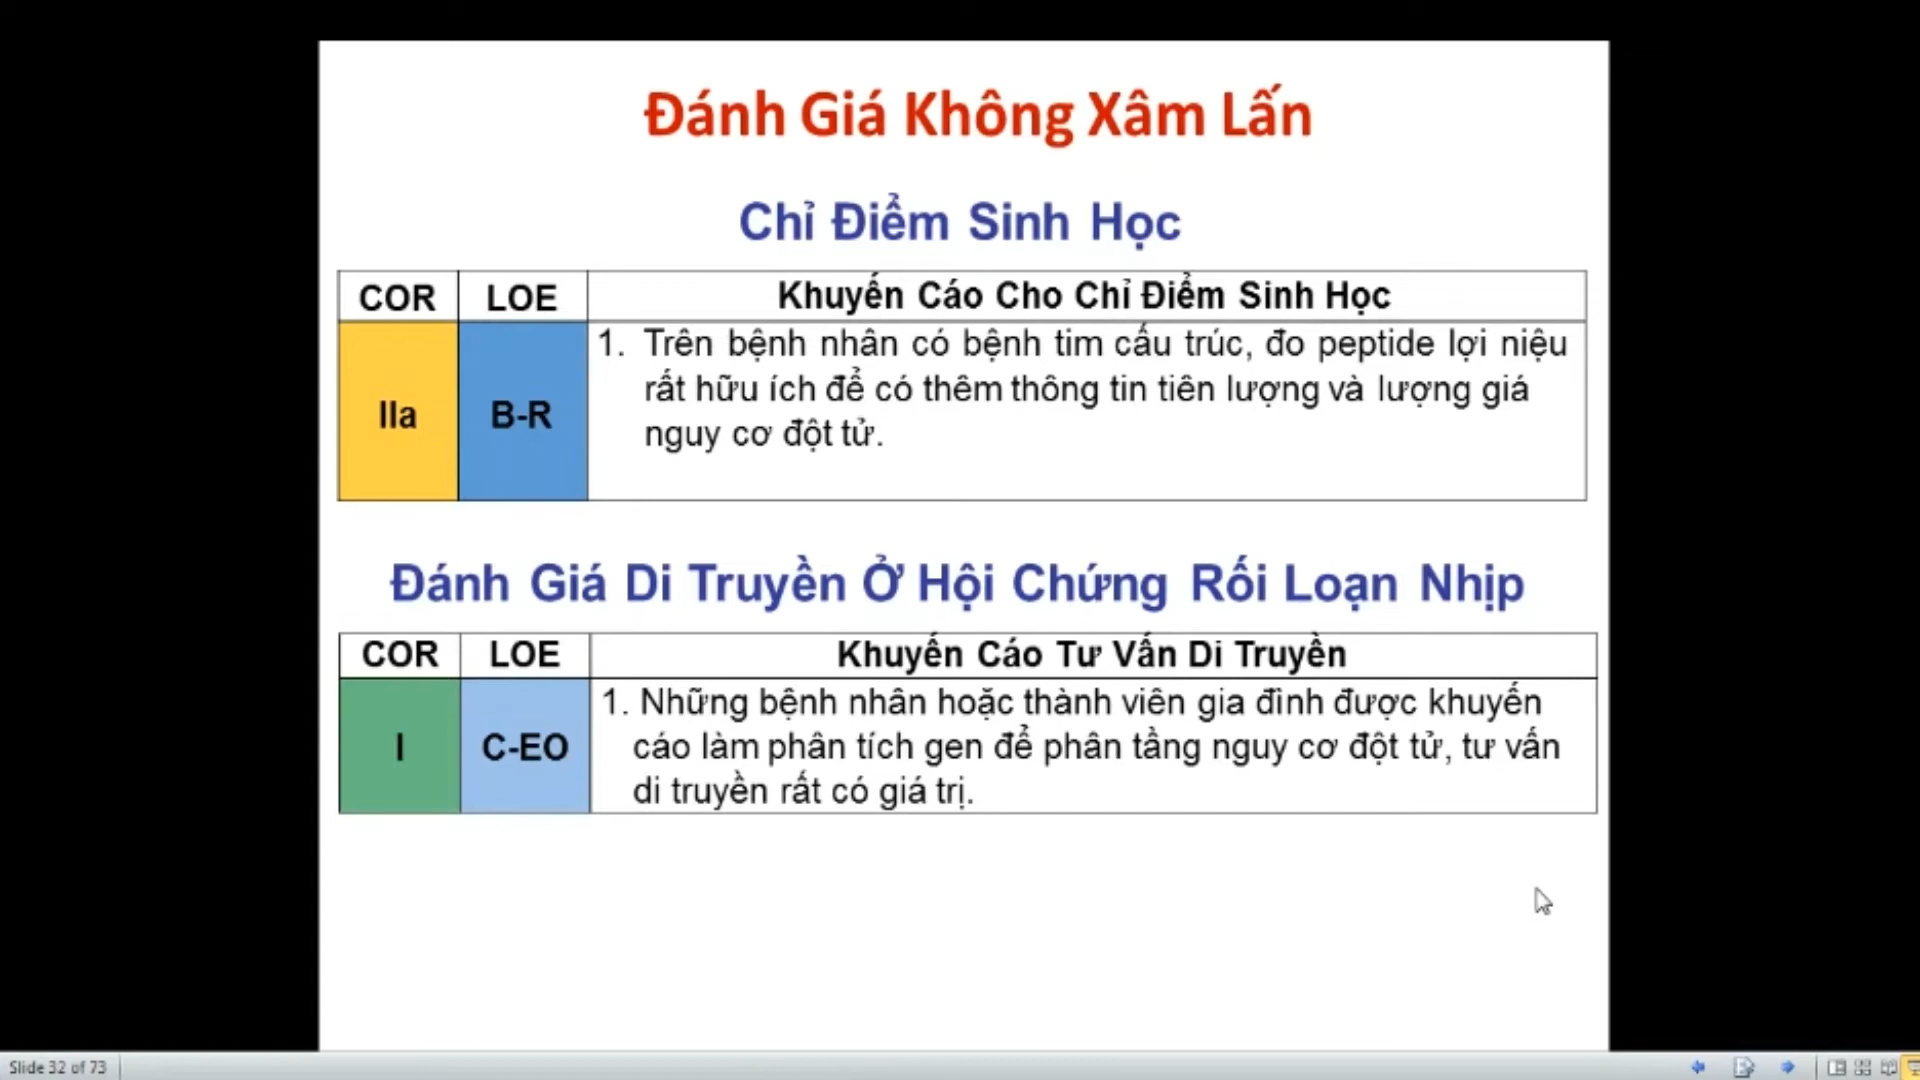 Đánh Giá Không Xâm Lấn
Chỉ Điểm Sinh Học
COR LOE Khuyến Cáo Cho Chỉ Điểm Sinh Học
IIa B-R 1. Trên bệnh nhân có bệnh tim cấu trúc, đo peptide lợi niệu
rất hữu ích để có thêm thông tin tiên lượng và lượng giá
nguy cơ đột tử.
Đánh Giá Di Truyền Ở Hội Chứng Rối Loạn Nhịp
COR LOE Khuyến Cáo Tư Vấn Di Truyền
I C-EO 1. Những bệnh nhân hoặc thành viên gia đình được khuyến
cáo làm phân tích gen để phân tầng nguy cơ đột tử, tư vấn
di truyền rất có giá trị.
Slide 32 of 73